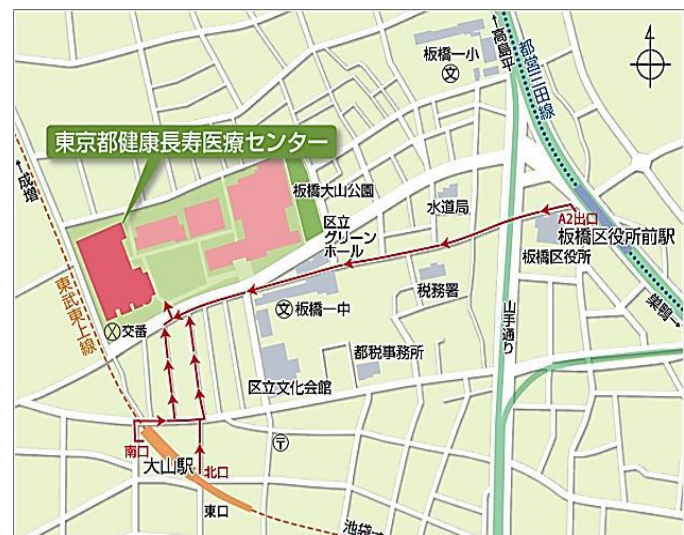 板橋一小
文
↑高島平
都営三田線
4
東京都健康長寿医療センター
←成増
板橋大山公園
水道局
A2出口
区立
グリーン
ホール
板橋区役所前駅
板橋区役所
税務署
東武東上線
文 板橋一中
山手通り
巣鴨
交番
都税事務所
区立文化会館
〒
南口
大山駅
北口
東口
池袋